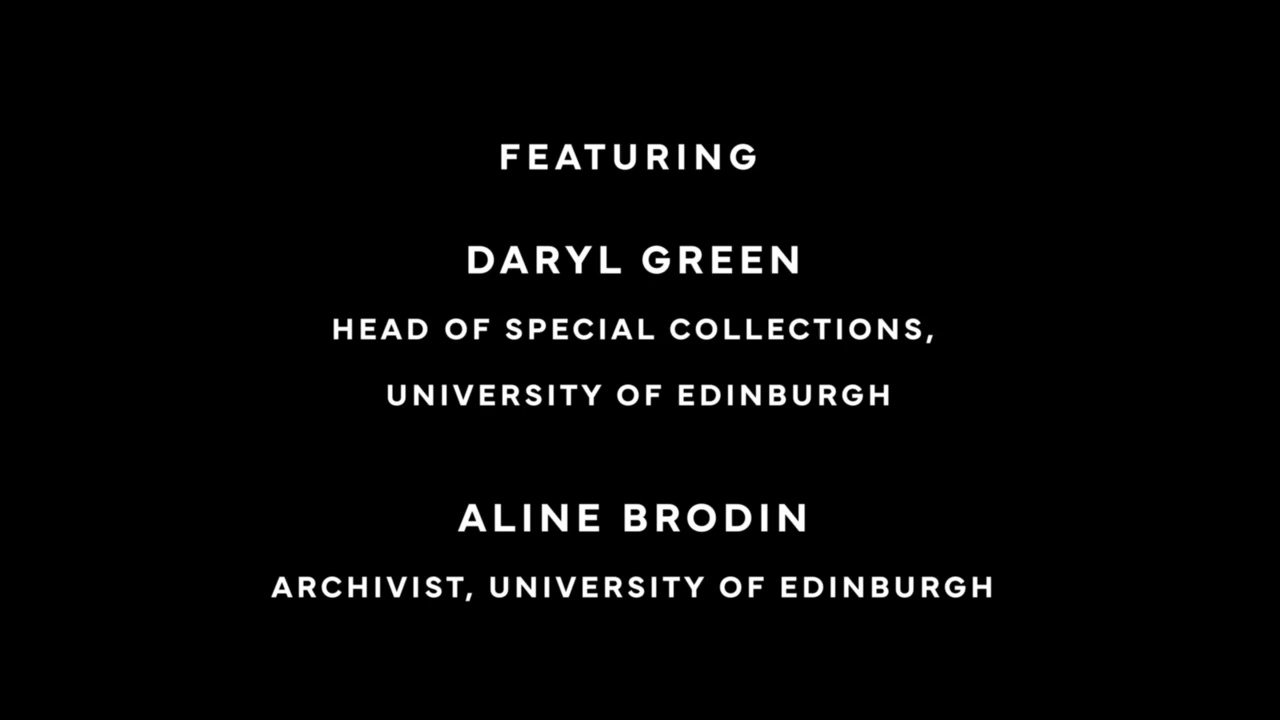 FEATURING
DARYL GREEN
HEAD OF SPECIAL COLLECTIONS,
UNIVERSITY OF EDINBURGH
ALINE BRODIN
ARCHIVIST, UNIVERSITY OF EDINBURGH